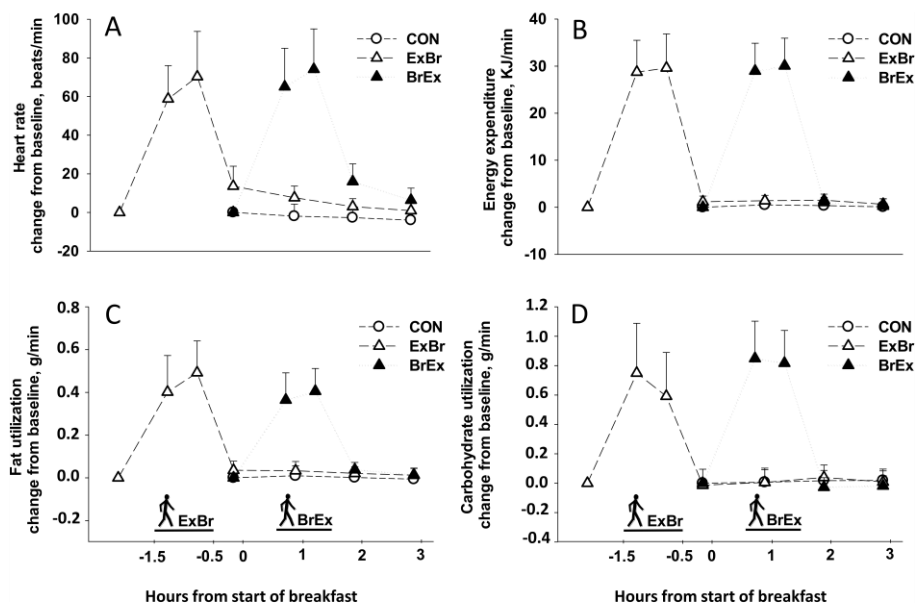 A
Heart rate
change from baseline, beats/min
100
80
60
40
20
0
-20
CON
ExBr
BrEx
B
Energy expenditure
change from baseline, KJ/min
40
30
20
10
0
-10
CON
ExBr
BrEx
C
Fat utilization
change from baseline, g/min
0.8
0.6
0.4
0.2
0.0
-0.2
CON
ExBr
BrEx
ExBr
BrEx
-1.5 -0.5 0 1 2 3
Hours from start of breakfast
D
Carbohydrate utilization
change from baseline, g/min
1.2
1.0
0.8
0.6
0.4
0.2
0.0
-0.2
-0.4
CON
ExBr
BrEx
ExBr
BrEx
-1.5 -0.5 0 1 2 3
Hours from start of breakfast